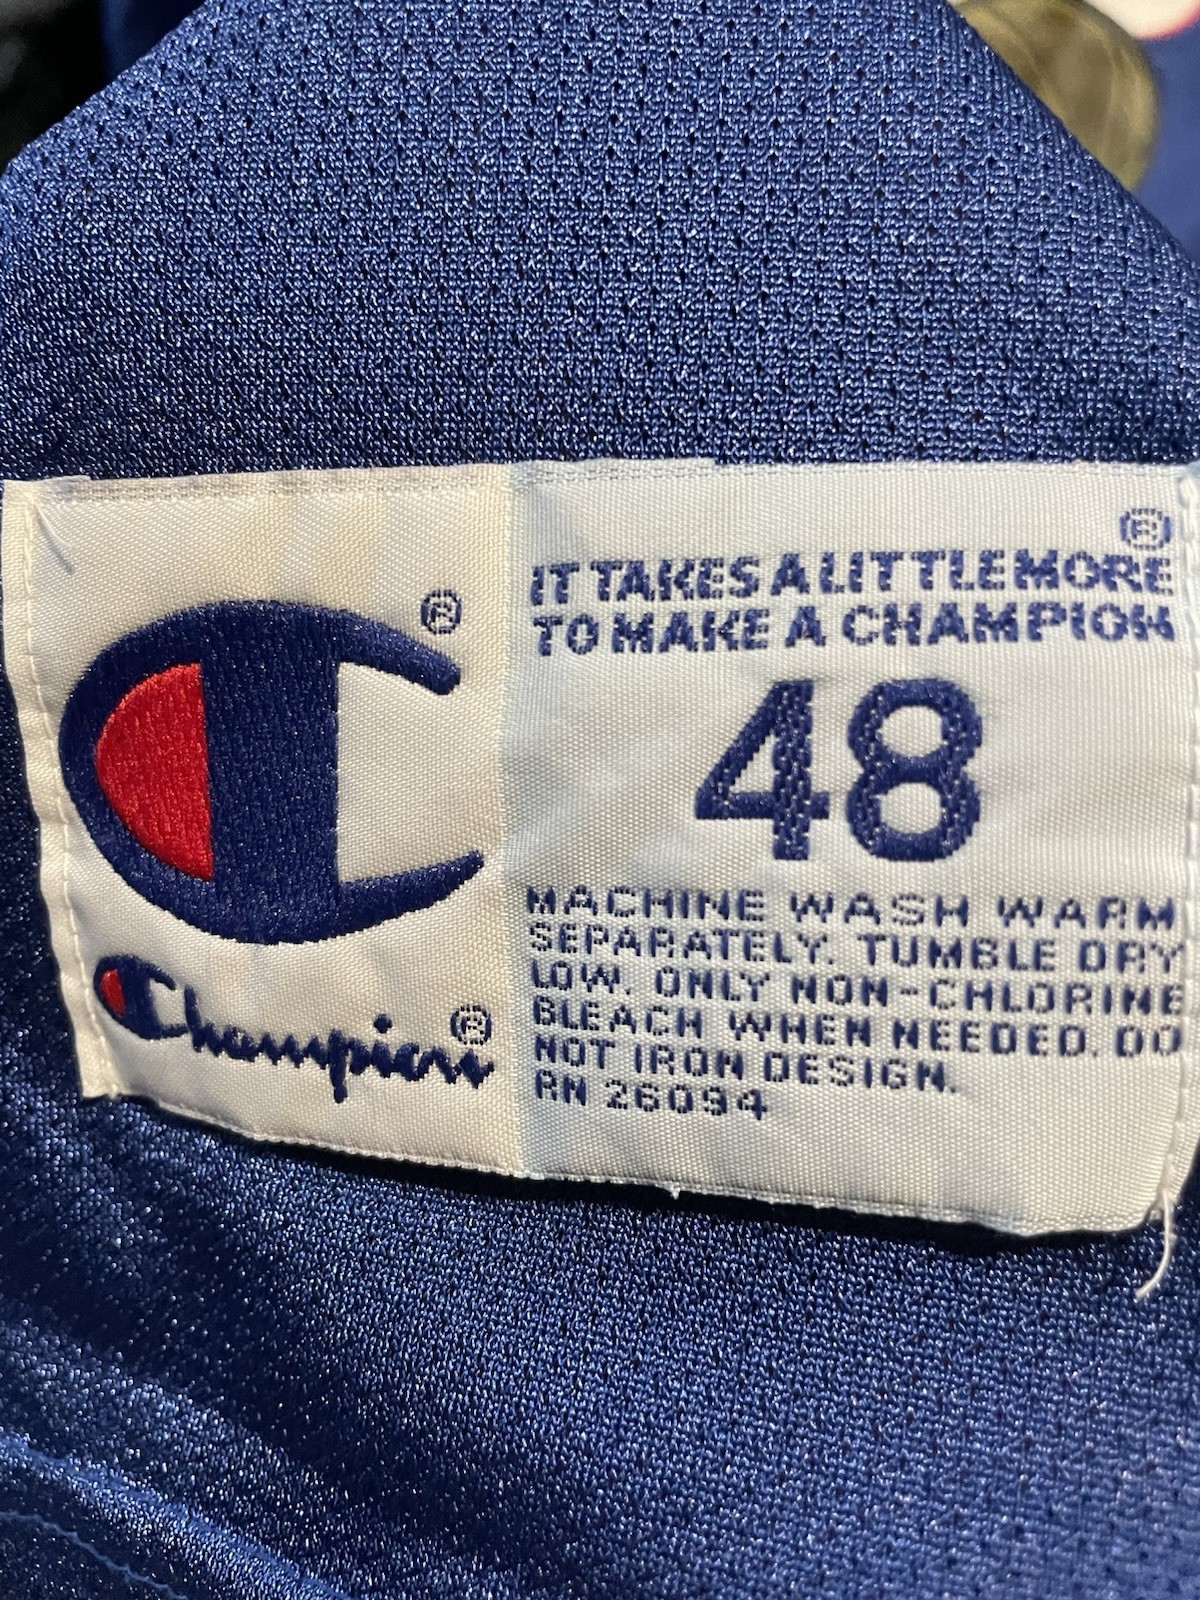 ®
Champion®
®
IT TAKES A LITTLE MORE
TO MAKE A CHAMPION
48
MACHINE WASH WARM
SEPARATELY. TUMBLE DRY
LOW. ONLY NON-CHLORINE
BLEACH WHEN NEEDED. DO
NOT IRON DESIGN.
RN 26094